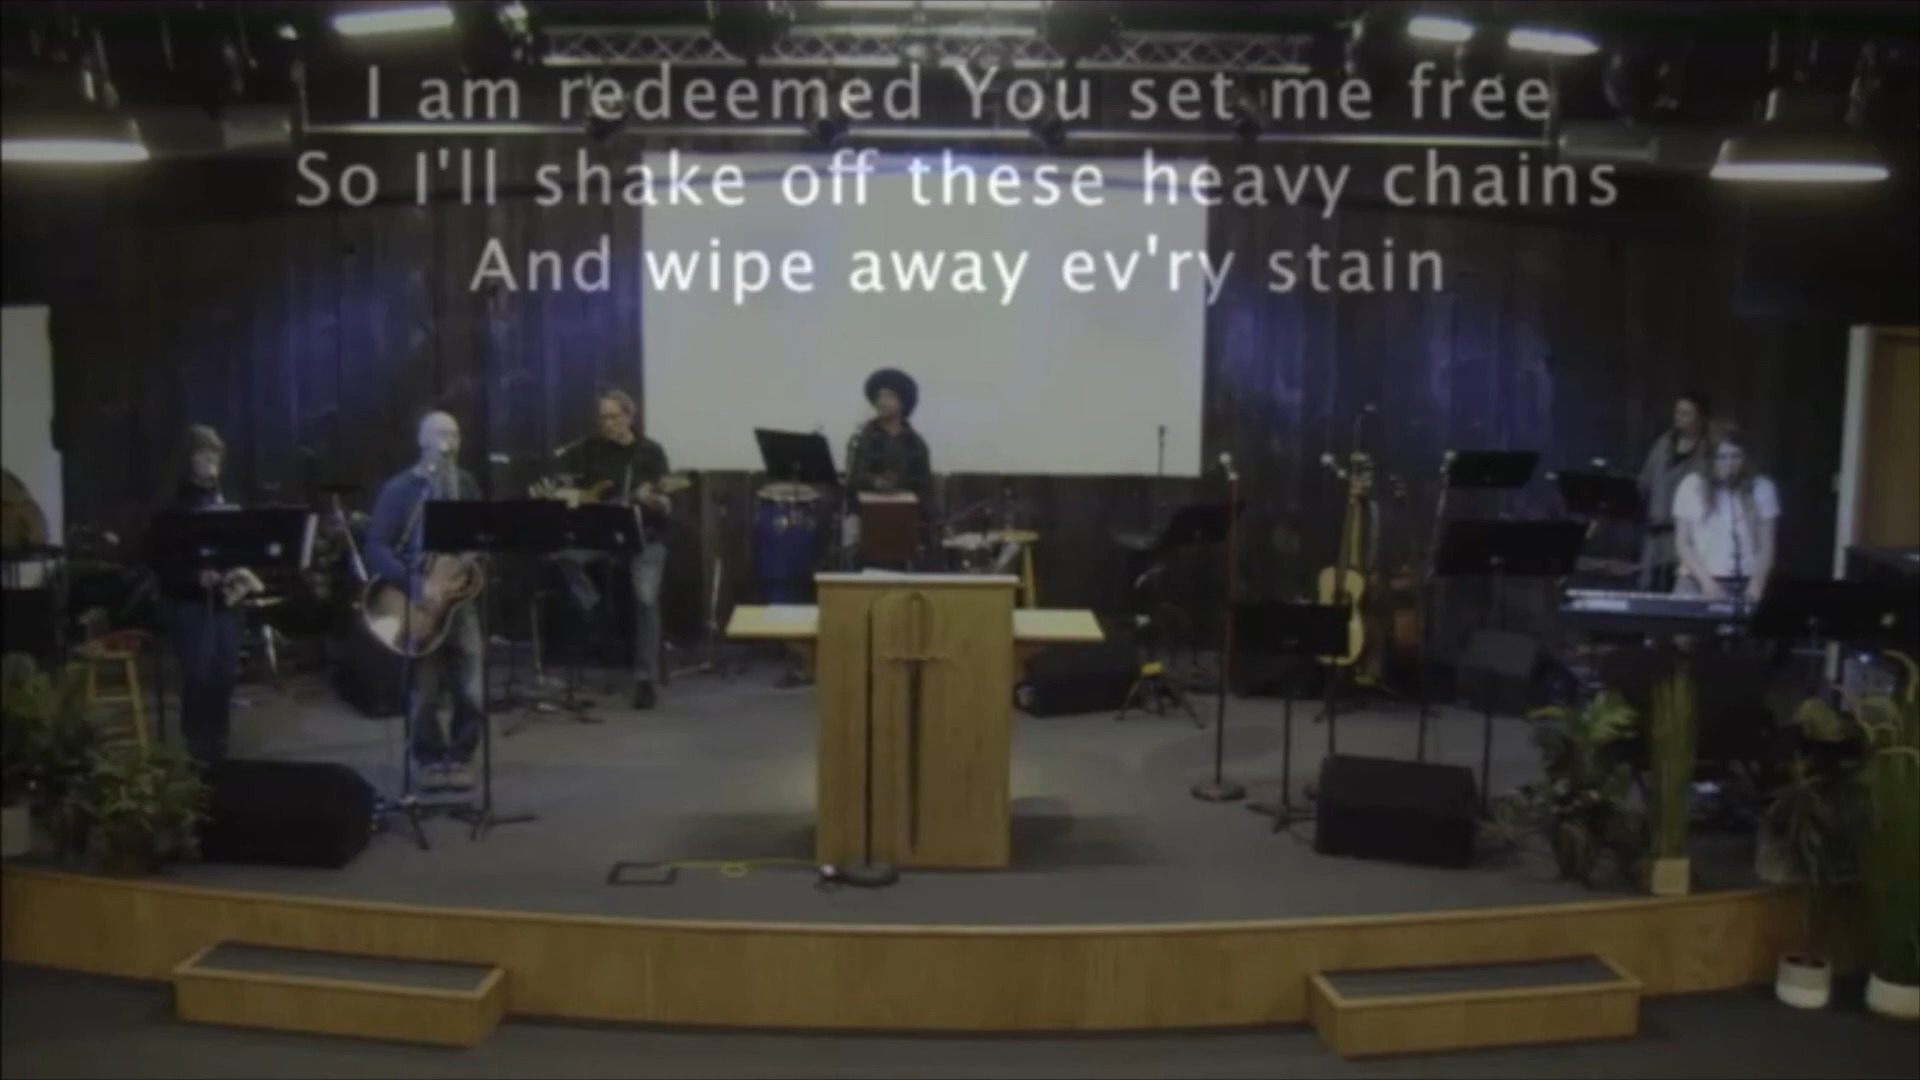 I am redeemed You set me free
So I'll shake off these heavy chains
And wipe away ev'ry stain